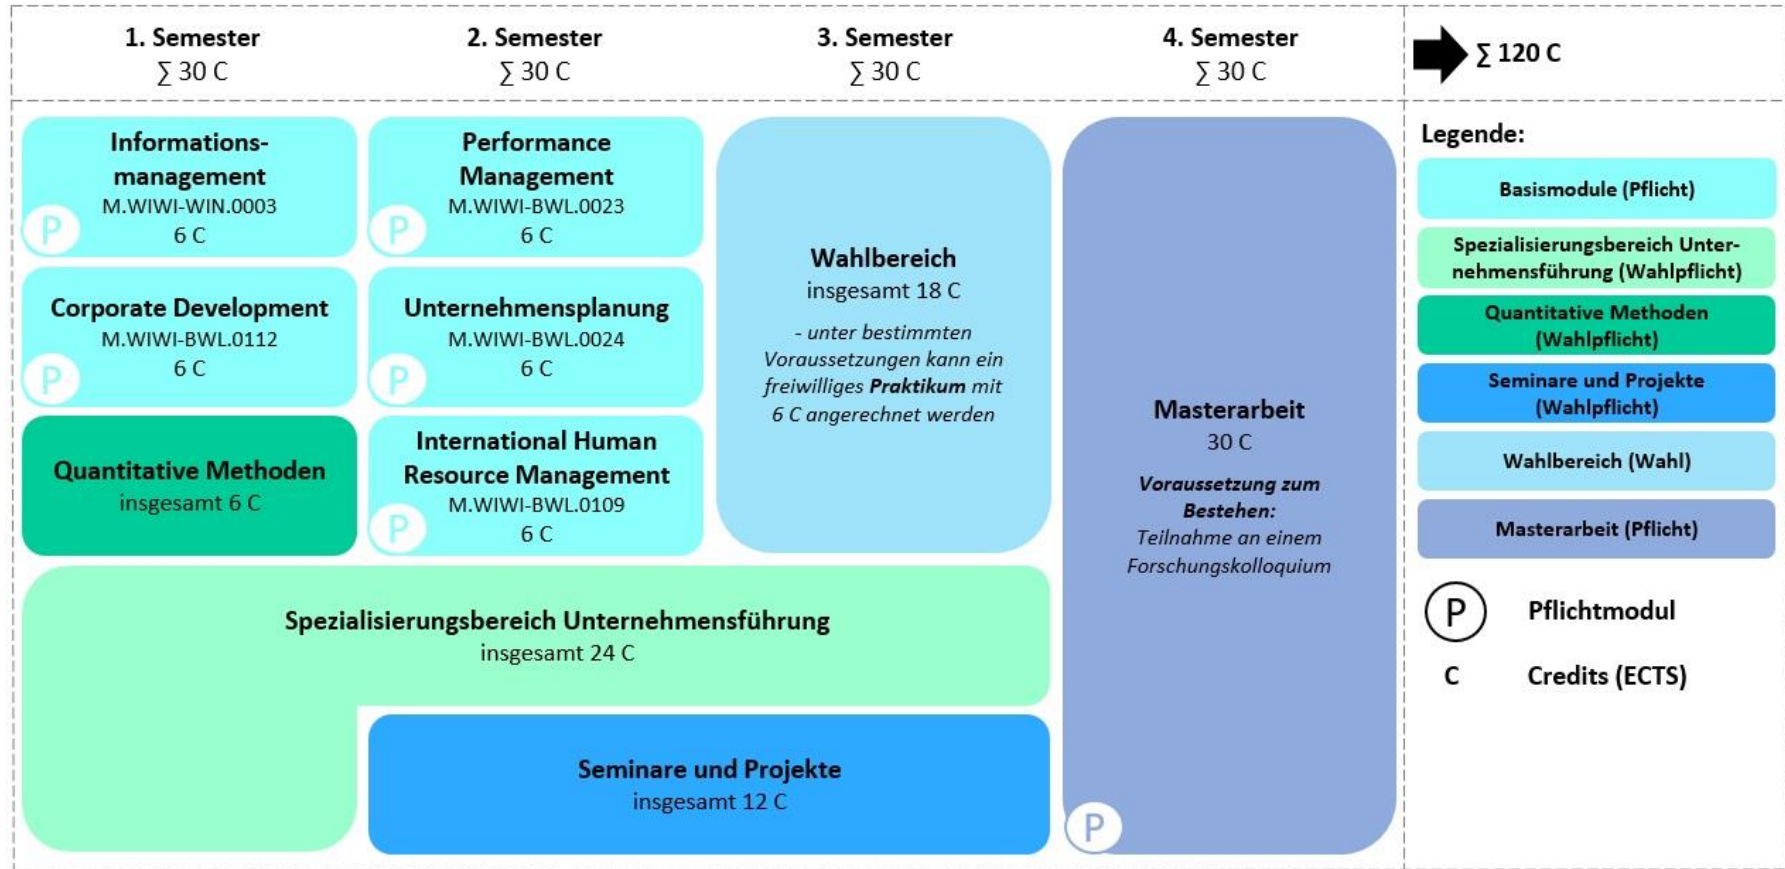 1. Semester
∑ 30 C
2. Semester
∑ 30 C
3. Semester
∑ 30 C
4. Semester
∑ 30 C
∑ 120 C
Informations-
management
M.WIWI-WIN.0003
6 C
P
Corporate Development
M.WIWI-BWL.0112
6 C
P
Quantitative Methoden
insgesamt 6 C
Performance
Management
M.WIWI-BWL.0023
6 C
P
Unternehmensplanung
M.WIWI-BWL.0024
6 C
P
International Human
Resource Management
M.WIWI-BWL.0109
6 C
P
Wahlbereich
insgesamt 18 C
- unter bestimmten
Voraussetzungen kann ein
freiwilliges Praktikum mit
6 C angerechnet werden
Spezialisierungsbereich Unternehmensführung
insgesamt 24 C
Seminare und Projekte
insgesamt 12 C
Masterarbeit
30 C
Voraussetzung zum
Bestehen:
Teilnahme an einem
Forschungskolloquium
P
Legende:
Basismodule (Pflicht)
Spezialisierungsbereich Unter-
nehmensführung (Wahlpflicht)
Quantitative Methoden
(Wahlpflicht)
Seminare und Projekte
(Wahlpflicht)
Wahlbereich (Wahl)
Masterarbeit (Pflicht)
P Pflichtmodul
C Credits (ECTS)